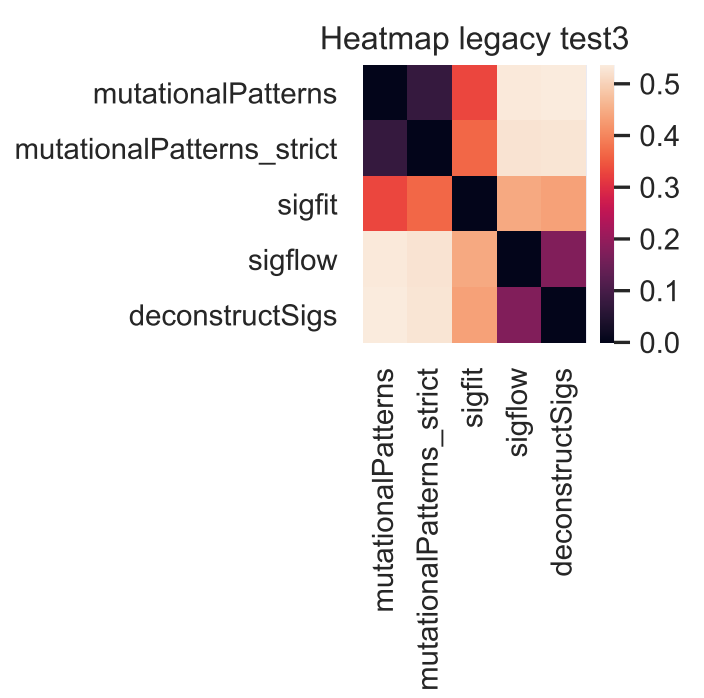 Heatmap legacy test3
mutationalPatterns
mutationalPatterns_strict
sigfit
sigflow
deconstructSigs
0.5
0.4
0.3
0.2
0.1
0.0
mutationalPatterns
mutationalPatterns_strict
sigfit
sigflow
deconstructSigs